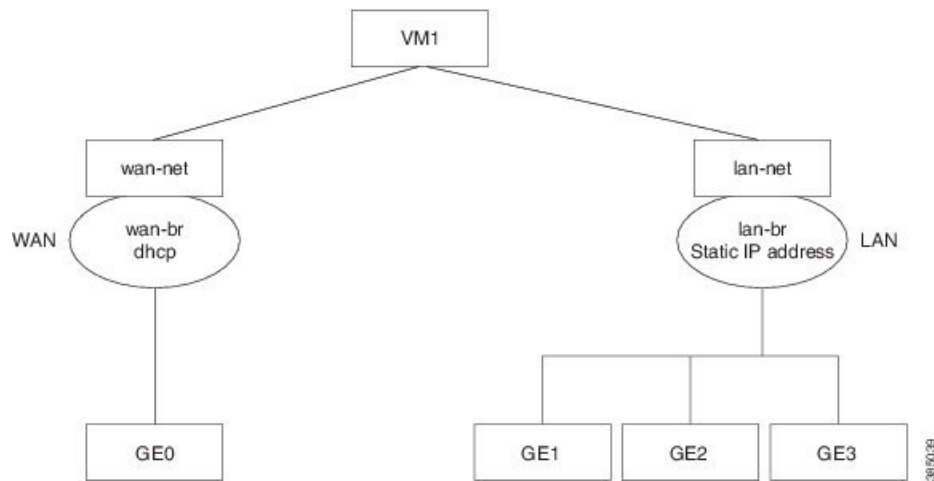 VM1
wan-net
lan-net
WAN
wan-br
dhcp
lan-br
Static IP address
LAN
GE0
GE1
GE2
GE3
385039